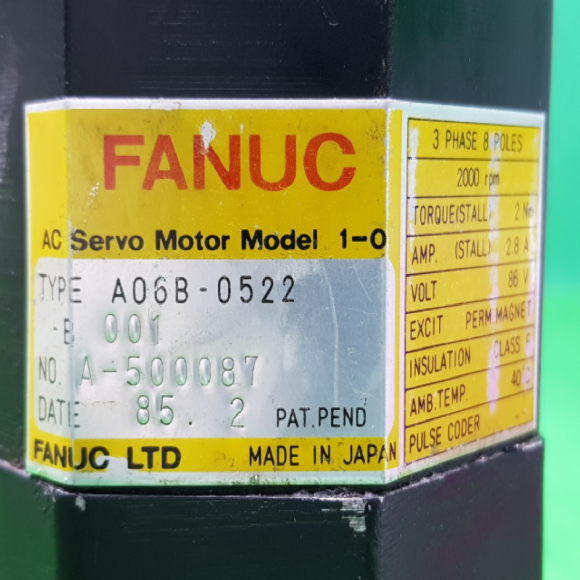 FANUC
AC Servo Motor Model 1-0
TYPE A06B-0522
-B 001
NO. A-500087
DATE 85. 2 PAT.PEND
FANUC LTD MADE IN JAPAN
3 PHASE 8 POLES
2000 rpm
TORQUE(STALL) 2 Nm
AMP. (STALL) 2.8 A
VOLT 86 V
EXCIT PERM.MAGNET
INSULATION CLASS F
AMB.TEMP. 40 C
PULSE CODER